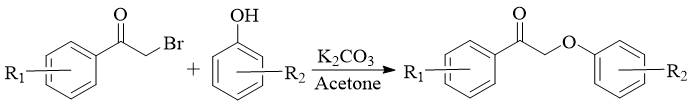 O
Br
R₁
+
OH
R₂
K₂CO₃
Acetone
O
O
R₁
R₂